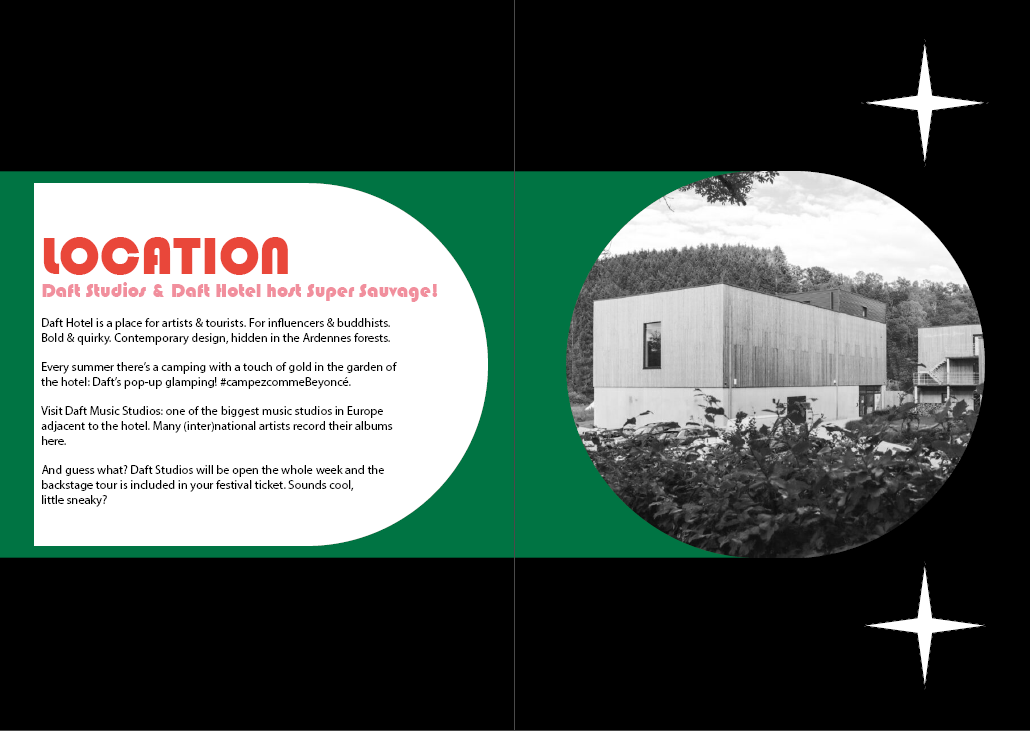 LOCATION
Daft Studios & Daft Hotel host Super Sauvage!
Daft Hotel is a place for artists & tourists. For influencers & buddhists.
Bold & quirky. Contemporary design, hidden in the Ardennes forests.
Every summer there's a camping with a touch of gold in the garden of
the hotel: Daft's pop-up glamping! #campezcommeBeyoncé.
Visit Daft Music Studios: one of the biggest music studios in Europe
adjacent to the hotel. Many (inter)national artists record their albums
here.
And guess what? Daft Studios will be open the whole week and the
backstage tour is included in your festival ticket. Sounds cool,
little sneaky?